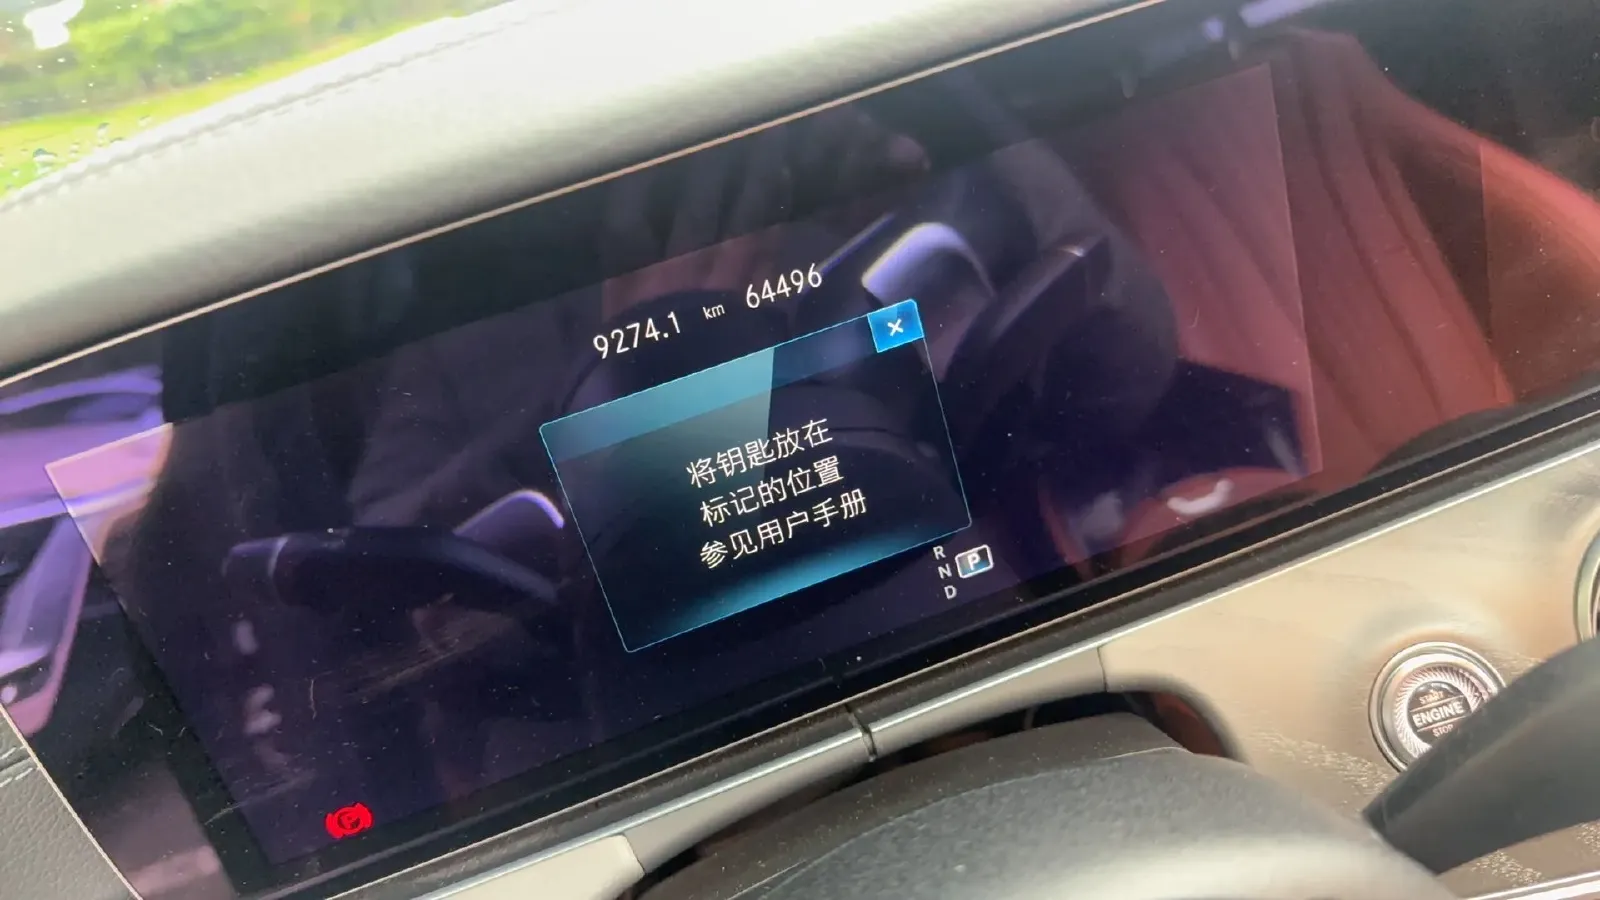 9274.1 km 64496
将钥匙放在
标记的位置
参见用户手册
R
N P
D
P
START
ENGINE
STOP